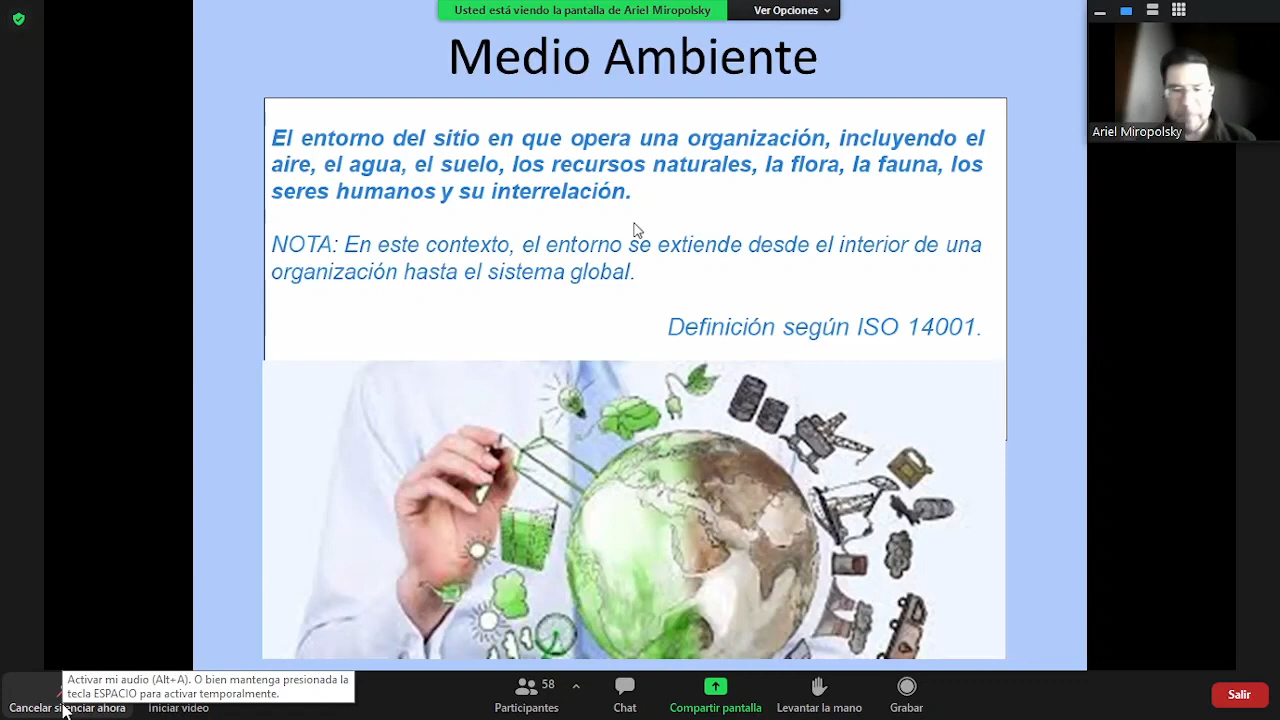 Usted está viendo la pantalla de Ariel Miropolsky
Ver Opciones
Medio Ambiente
El entorno del sitio en que opera una organización, incluyendo el
aire, el agua, el suelo, los recursos naturales, la flora, la fauna, los
seres humanos y su interrelación.
NOTA: En este contexto, el entorno se extiende desde el interior de una
organización hasta el sistema global.
Definición según ISO 14001.
Ariel Miropolsky
Activar mi audio (Alt+A). O bien mantenga presionada la
tecla ESPACIO para activar temporalmente.
Cancelar silenciar ahora
Iniciar video
58
Participantes
Chat
Compartir pantalla
Levantar la mano
Grabar
Salir